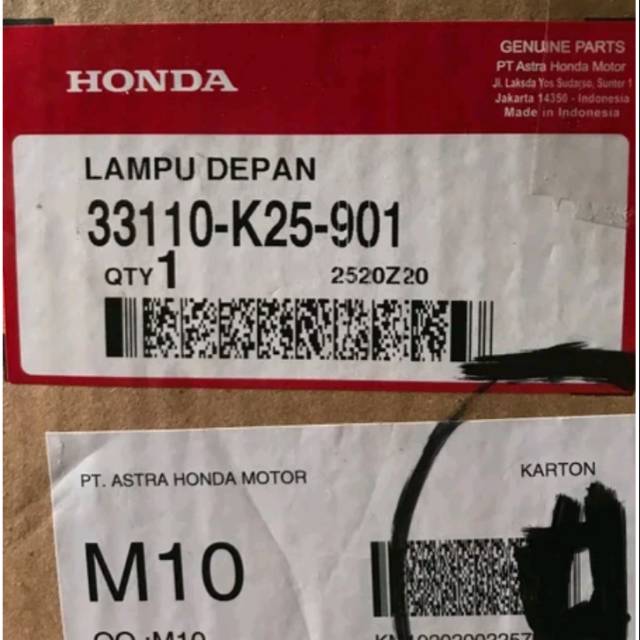 HONDA
GENUINE PARTS
PT Astra Honda Motor
Jl. Laksda Yos Sudarso, Sunter 1
Jakarta 14350 - Indonesia
Made in Indonesia
LAMPU DEPAN
33110-K25-901
QTY 1
2520Z20
PT. ASTRA HONDA MOTOR
KARTON
M10